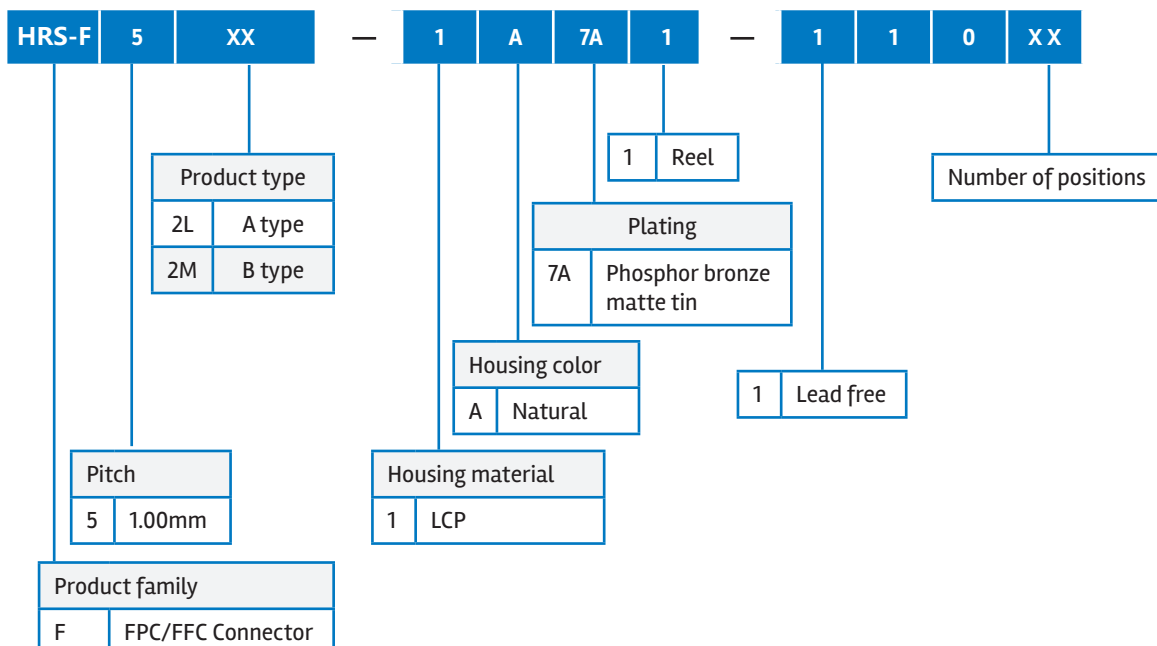 HRS-F 5 XX — 1 A 7A 1 — 1 1 0 X X
1 Reel
Product type
Number of positions
2L A type
Plating
2M B type
7A Phosphor bronze
matte tin
Housing color
1 Lead free
A Natural
Pitch
Housing material
5 1.00mm
1 LCP
Product family
F FPC/FFC Connector